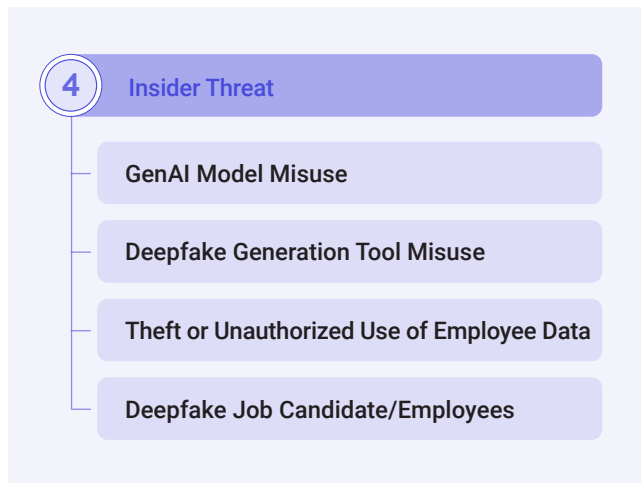 4
Insider Threat
GenAI Model Misuse
Deepfake Generation Tool Misuse
Theft or Unauthorized Use of Employee Data
Deepfake Job Candidate/Employees